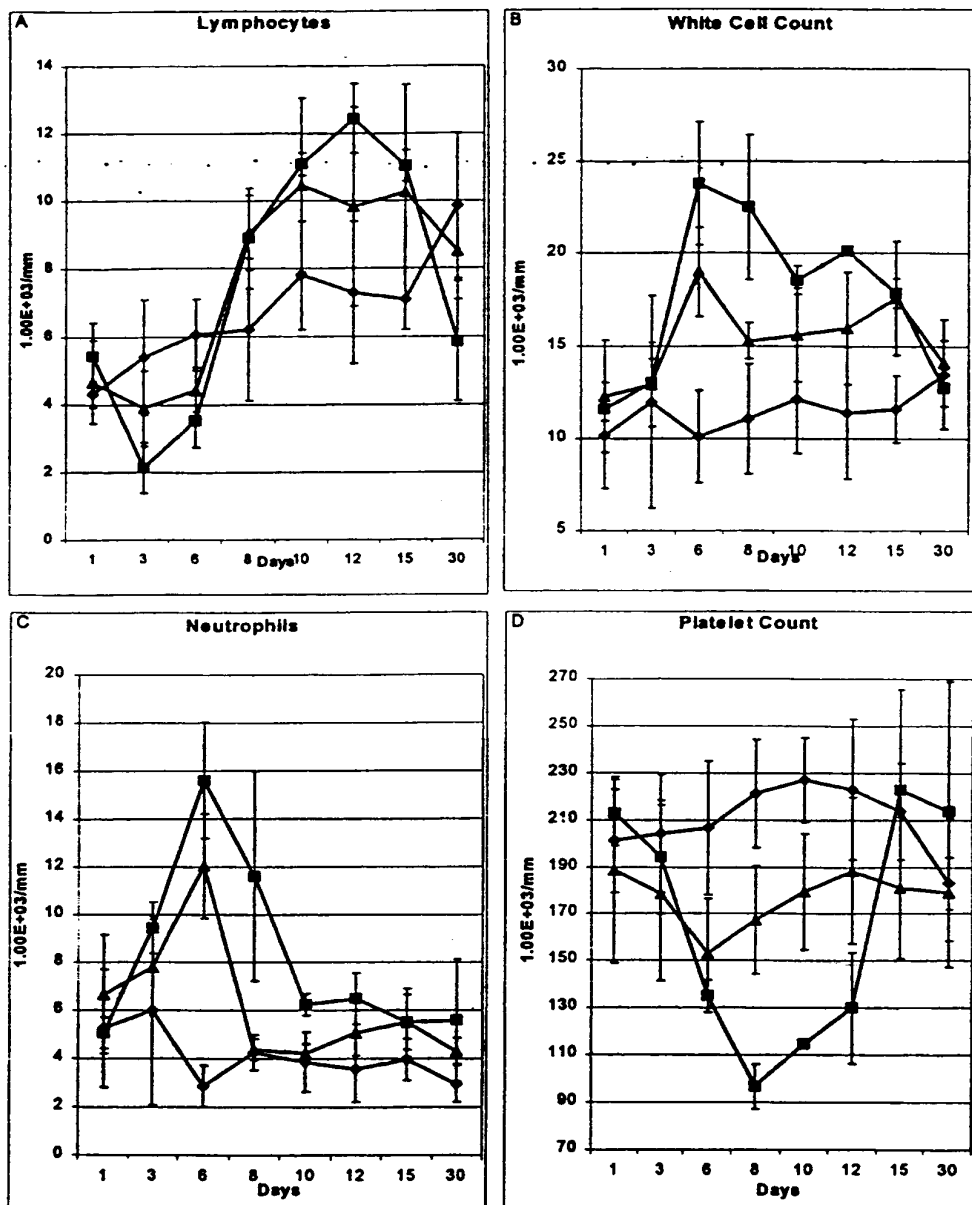 A
Lymphocytes
14
12
10
8
6
4
2
0
1.00E+03/mm
1 3 6 8 10 12 15 30
Days
B
White Cell Count
30
25
20
15
10
5
1.00E+03/mm
1 3 6 8 10 12 15 30
Days
C
Neutrophils
20
18
16
14
12
10
8
6
4
2
0
1.00E+03/mm
1 3 6 8 10 12 15 30
Days
D
Platelet Count
270
250
230
210
190
170
150
130
110
90
70
1.00E+03/mm
1 3 6 8 10 12 15 30
Days